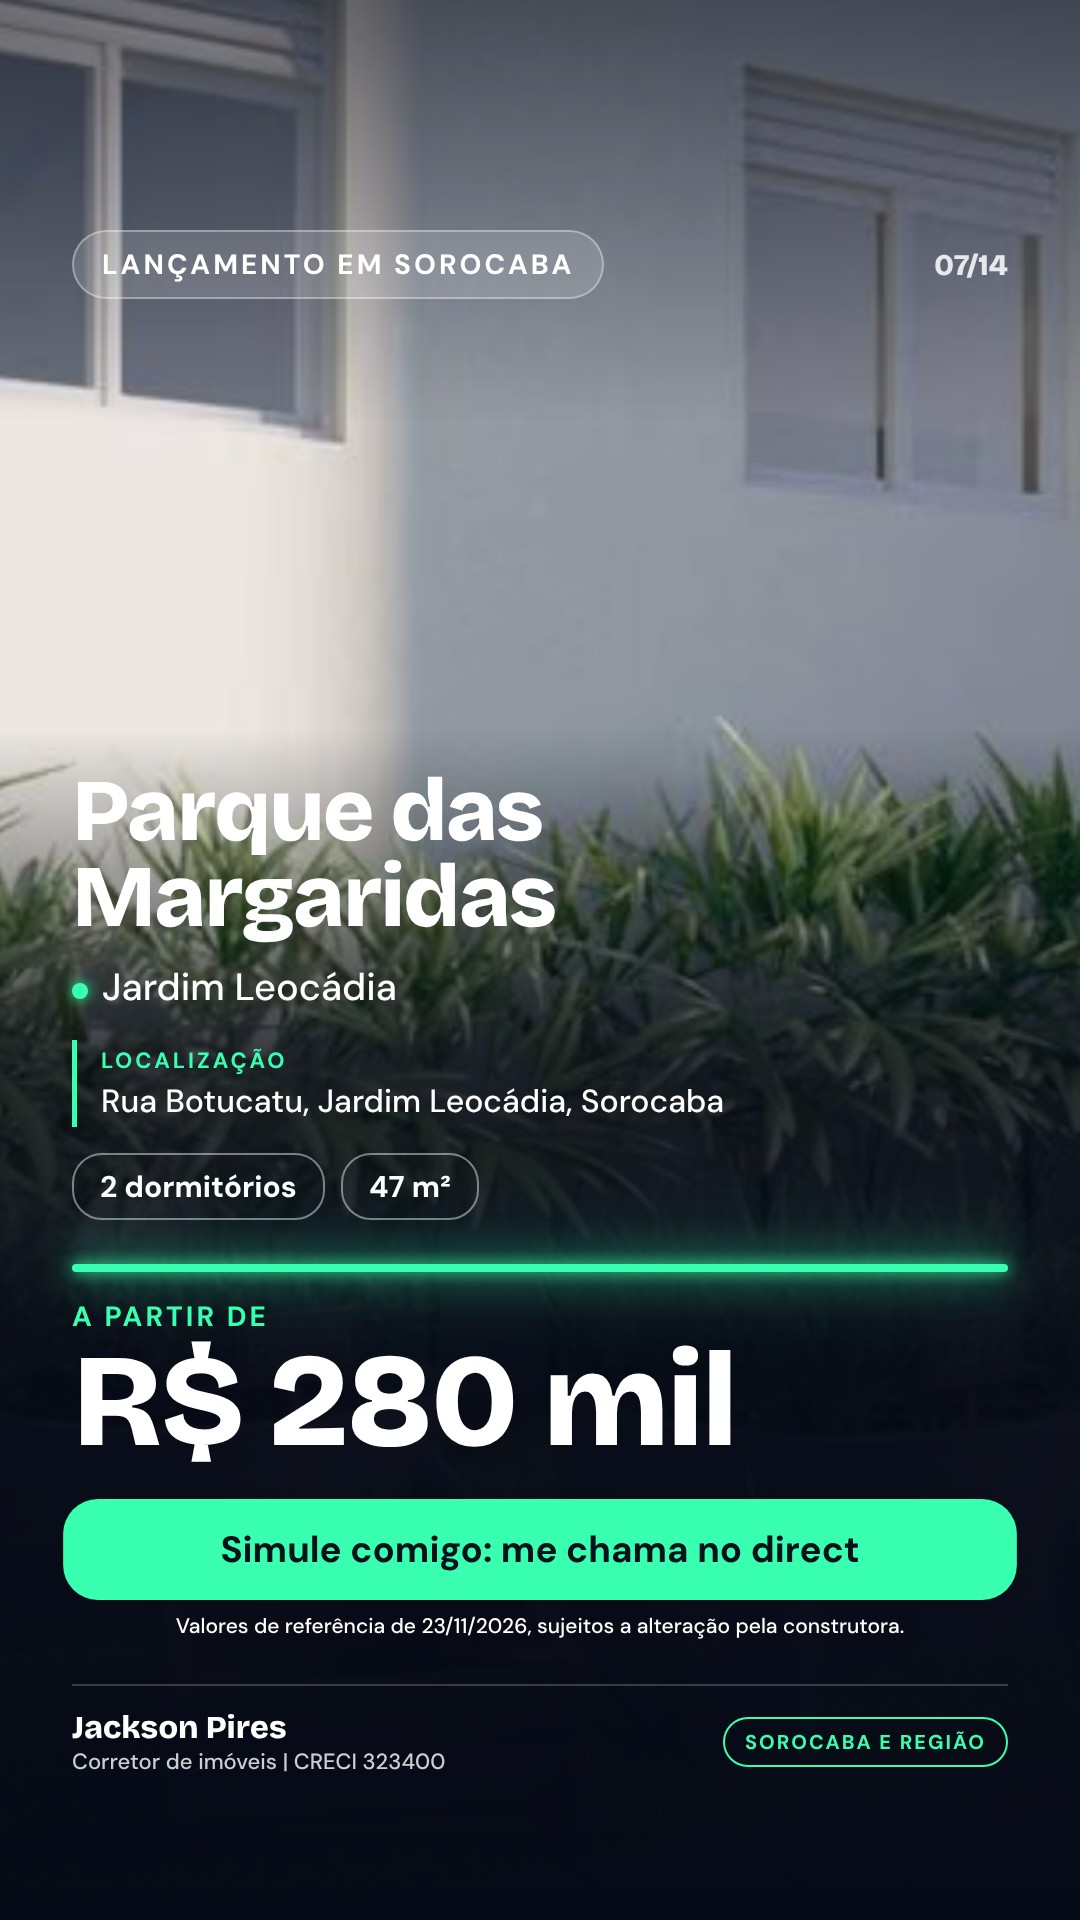 LANÇAMENTO EM SOROCABA
07/14
Parque das
Margaridas
Jardim Leocádia
LOCALIZAÇÃO
Rua Botucatu, Jardim Leocádia, Sorocaba
2 dormitórios
47 m²
A PARTIR DE
R$ 280 mil
Simule comigo: me chama no direct
Valores de referência de 23/11/2026, sujeitos a alteração pela construtora.
Jackson Pires
Corretor de imóveis | CRECI 323400
SOROCABA E REGIÃO